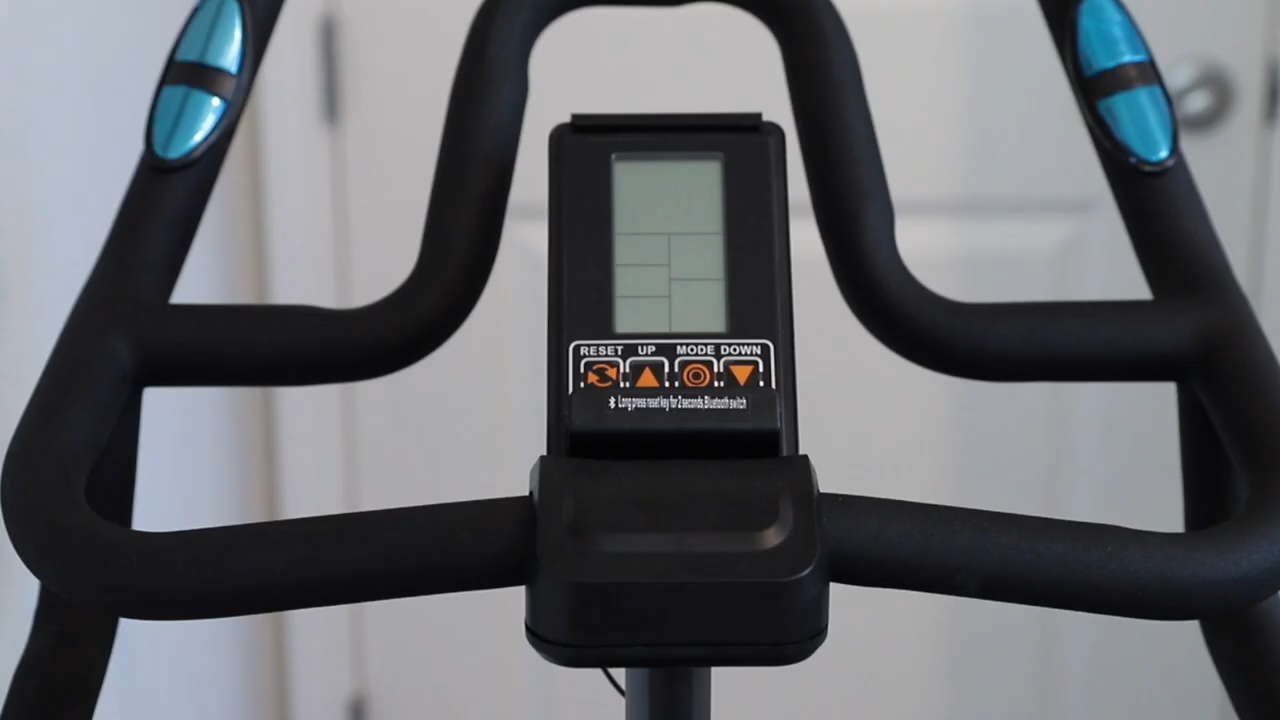 RESET UP MODE DOWN
Long press reset key for 2 seconds,Bluetooth switch